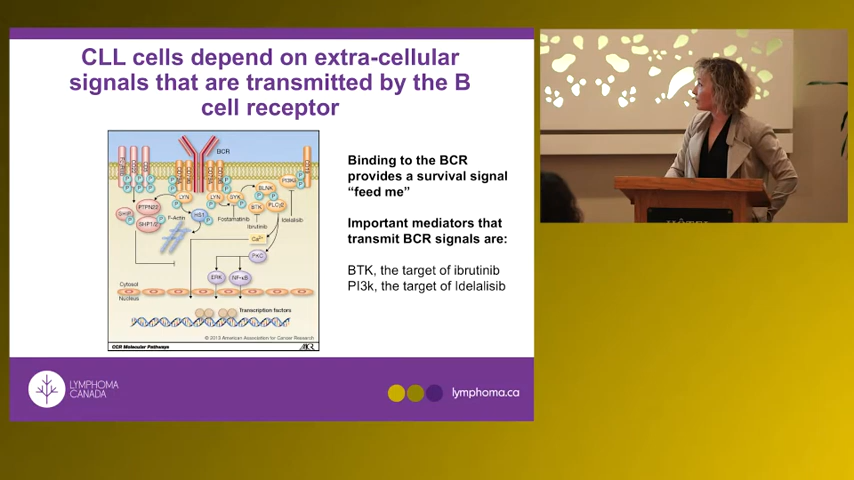 CLL cells depend on extra-cellular
signals that are transmitted by the B
cell receptor
BCR
LYN
LYN
SYK
BLNK
PI3Kδ
BTK
PLCγ2
PTPN22
SHIP
SHP1/2
F-Actin
HS1
Fostamatinib
Ibrutinib
Idelalisib
Ca2+
PKC
ERK
NF-κB
Cytosol
Nucleus
Transcription factors
© 2013 American Association for Cancer Research
CCR Molecular Pathways
Binding to the BCR
provides a survival signal
“feed me”
Important mediators that
transmit BCR signals are:
BTK, the target of ibrutinib
PI3k, the target of Idelalisib
LYMPHOMA
CANADA
lymphoma.ca